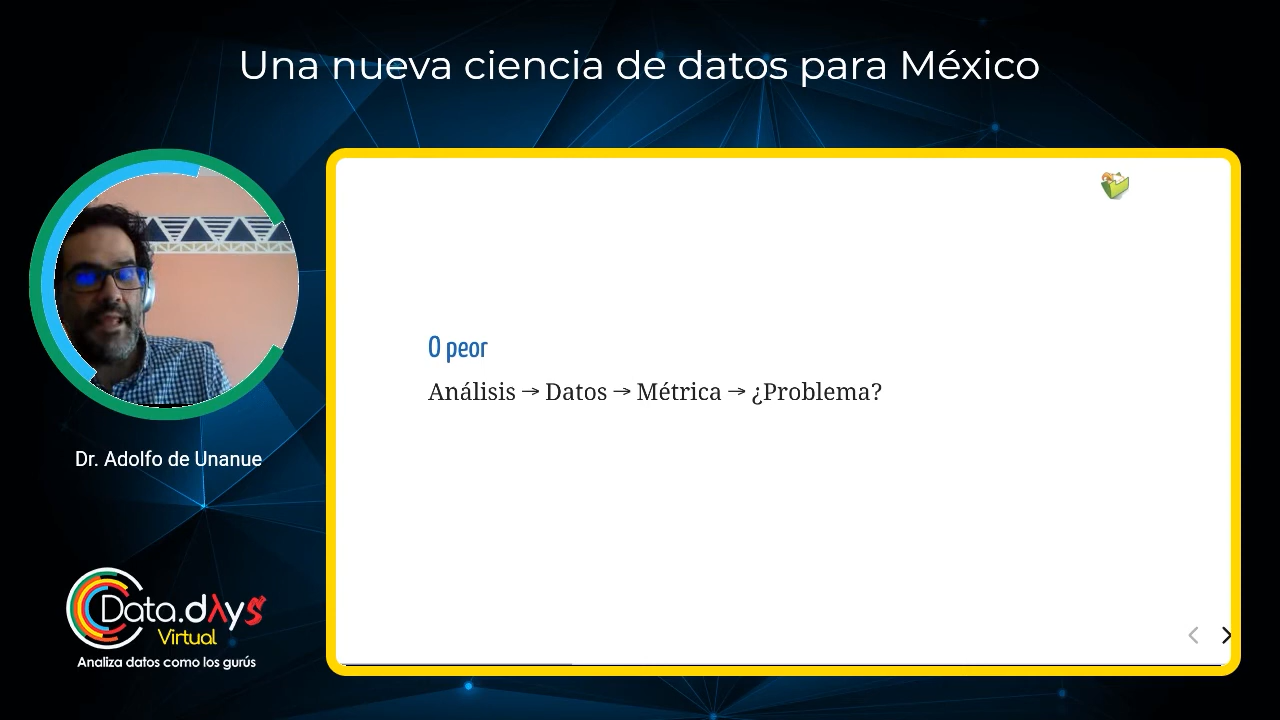 Una nueva ciencia de datos para México
O peor
Análisis → Datos → Métrica → ¿Problema?
Dr. Adolfo de Unanue
Data.dλys
Virtual
Analiza datos como los gurús